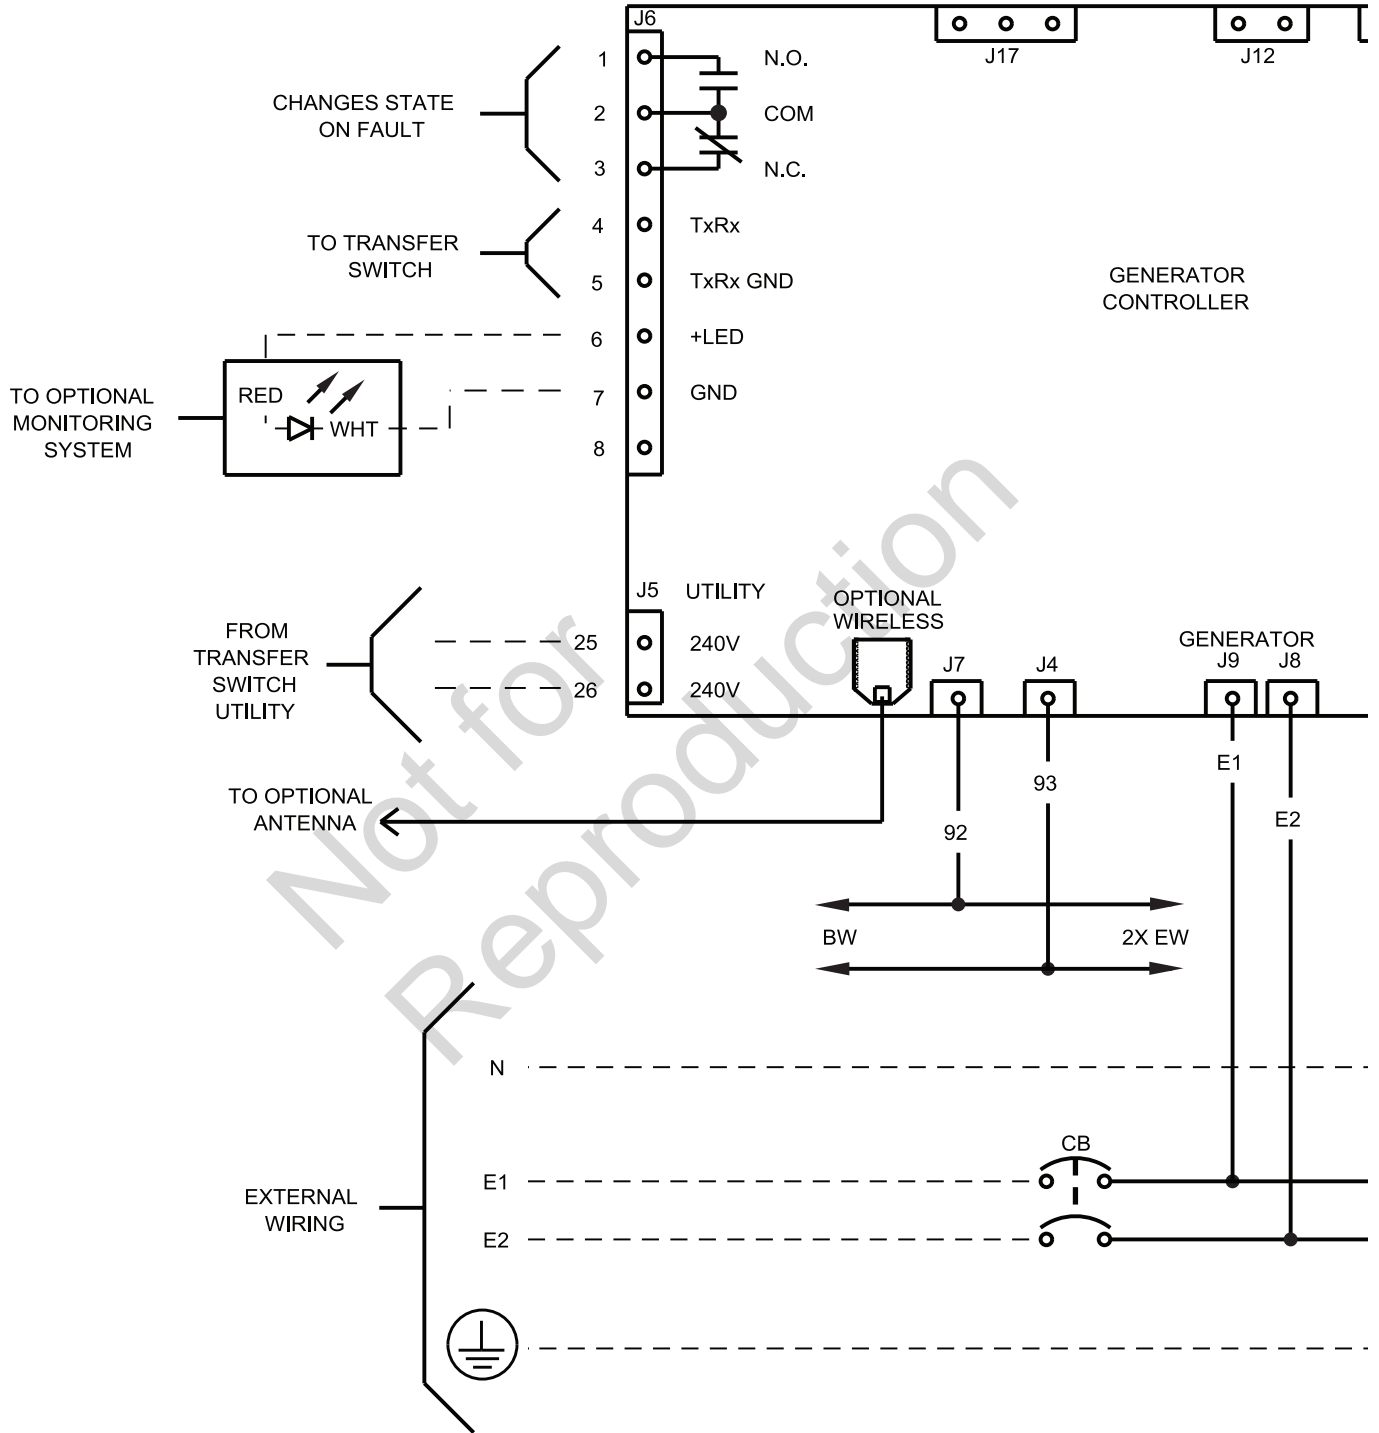 J6
J17
J12
1
N.O.
CHANGES STATE
ON FAULT
2
COM
3
N.C.
4
TxRx
TO TRANSFER
SWITCH
5
TxRx GND
GENERATOR
CONTROLLER
6
+LED
TO OPTIONAL
MONITORING
SYSTEM
RED
WHT
7
GND
8
J5
UTILITY
FROM
TRANSFER
SWITCH
UTILITY
25
240V
26
240V
OPTIONAL
WIRELESS
J7
J4
GENERATOR
J9
J8
E1
93
E2
92
TO OPTIONAL
ANTENNA
BW
2X EW
N
CB
E1
EXTERNAL
WIRING
E2
Not for
Reproduction